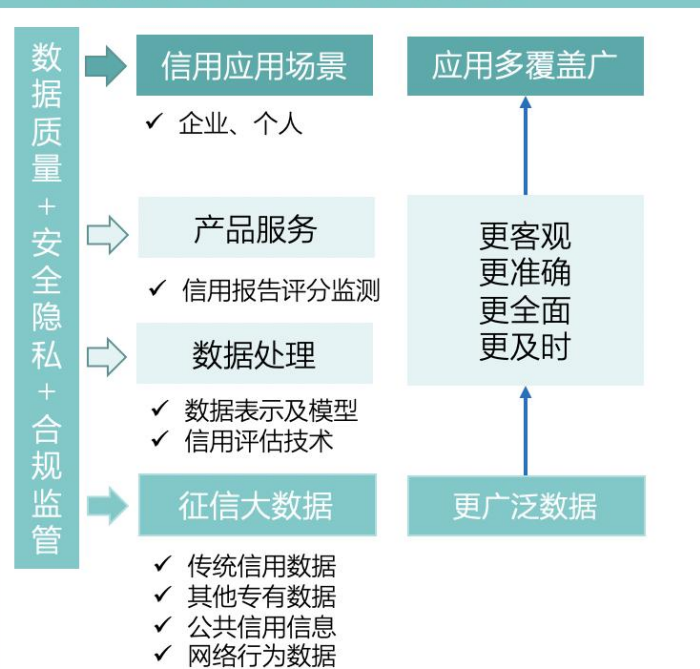 数据质量+安全隐私+合规监管
信用应用场景
✓ 企业、个人
产品服务
✓ 信用报告评分监测
数据处理
✓ 数据表示及模型
✓ 信用评估技术
征信大数据
✓ 传统信用数据
✓ 其他专有数据
✓ 公共信用信息
✓ 网络行为数据
应用多覆盖广
更客观
更准确
更全面
更及时
更广泛数据